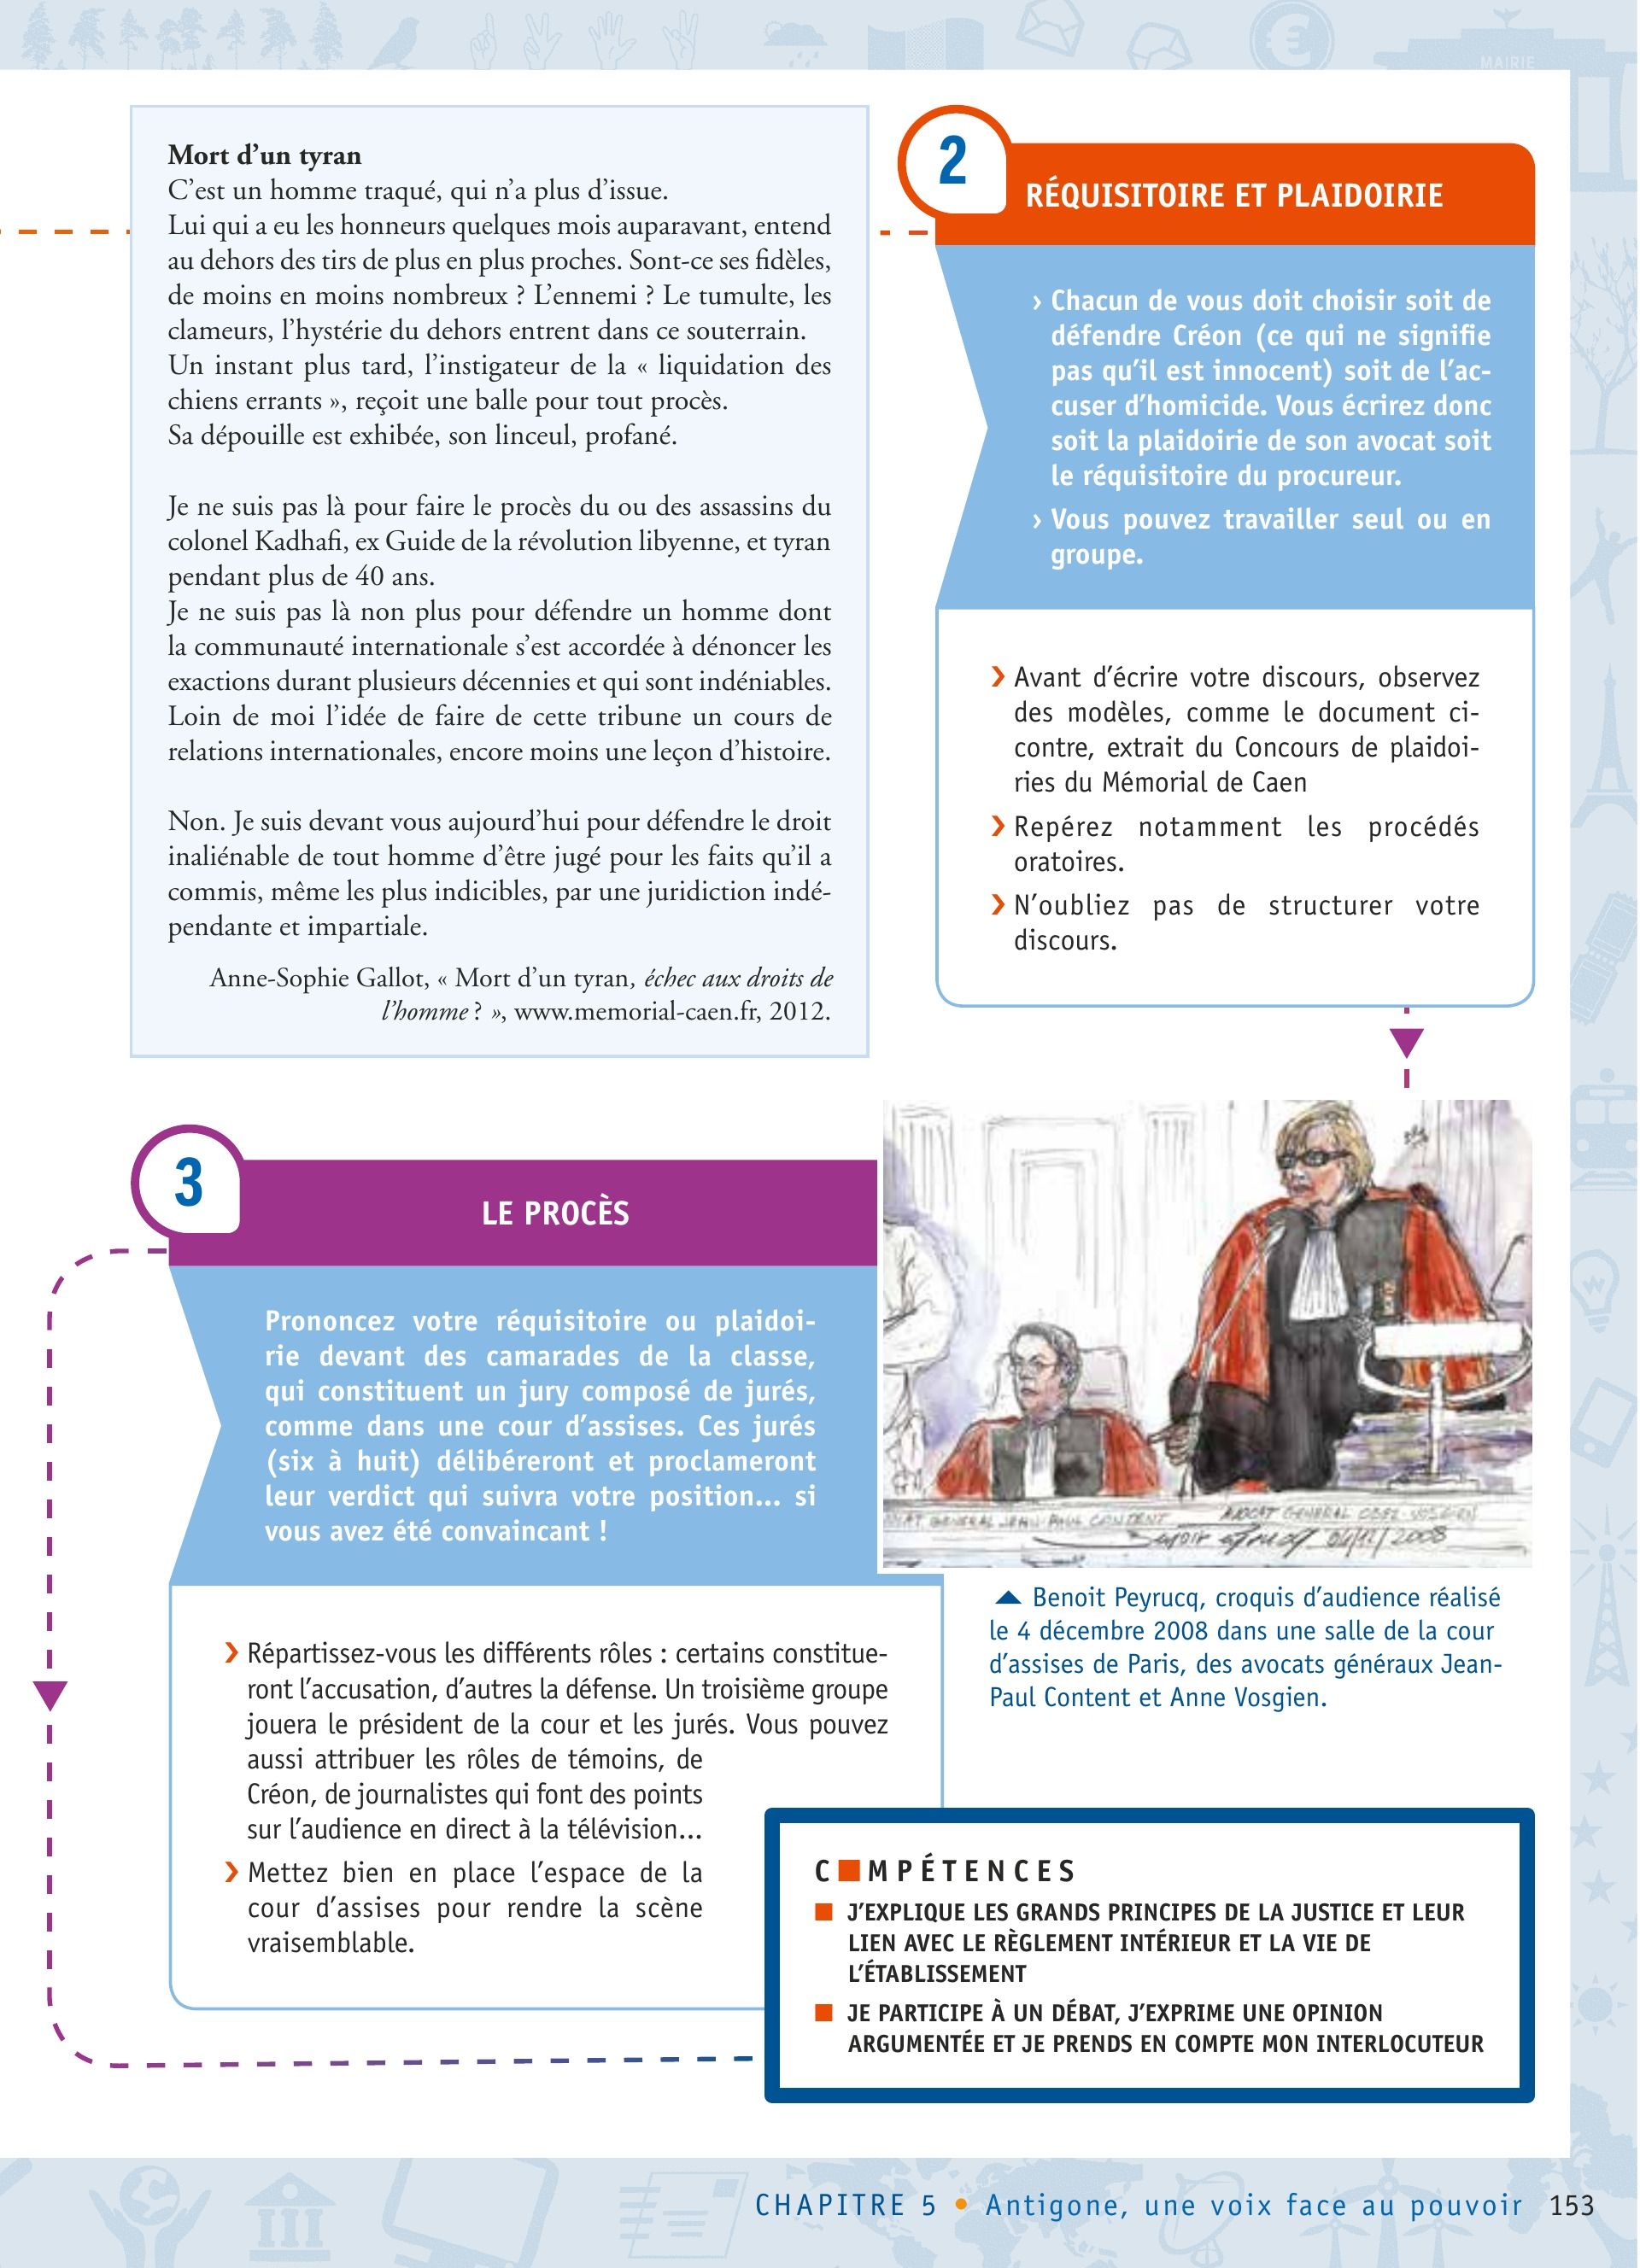 MAIRIE
Mort d'un tyran
C'est un homme traqué, qui n'a plus d'issue.
Lui qui a eu les honneurs quelques mois auparavant, entend
au dehors des tirs de plus en plus proches. Sont-ce ses fidèles,
de moins en moins nombreux ? L'ennemi ? Le tumulte, les
clameurs, l'hystérie du dehors entrent dans ce souterrain.
Un instant plus tard, l'instigateur de la « liquidation des
chiens errants », reçoit une balle pour tout procès.
Sa dépouille est exhibée, son linceul, profané.
Je ne suis pas là pour faire le procès du ou des assassins du
colonel Kadhafi, ex Guide de la révolution libyenne, et tyran
pendant plus de 40 ans.
Je ne suis pas là non plus pour défendre un homme dont
la communauté internationale s'est accordée à dénoncer les
exactions durant plusieurs décennies et qui sont indéniables.
Loin de moi l'idée de faire de cette tribune un cours de
relations internationales, encore moins une leçon d'histoire.
Non. Je suis devant vous aujourd'hui pour défendre le droit
inaliénable de tout homme d'être jugé pour les faits qu'il a
commis, même les plus indicibles, par une juridiction indé-
pendante et impartiale.
Anne-Sophie Gallot, « Mort d'un tyran, échec aux droits de
l'homme ? », www.memorial-caen.fr, 2012.
2
RÉQUISITOIRE ET PLAIDOIRIE
› Chacun de vous doit choisir soit de
défendre Créon (ce qui ne signifie
pas qu'il est innocent) soit de l'ac-
cuser d'homicide. Vous écrirez donc
soit la plaidoirie de son avocat soit
le réquisitoire du procureur.
› Vous pouvez travailler seul ou en
groupe.
› Avant d'écrire votre discours, observez
des modèles, comme le document ci-
contre, extrait du Concours de plaidoi-
ries du Mémorial de Caen
› Repérez notamment les procédés
oratoires.
› N'oubliez pas de structurer votre
discours.
3
LE PROCÈS
Prononcez votre réquisitoire ou plaidoi-
rie devant des camarades de la classe,
qui constituent un jury composé de jurés,
comme dans une cour d'assises. Ces jurés
(six à huit) délibéreront et proclameront
leur verdict qui suivra votre position... si
vous avez été convaincant !
› Répartissez-vous les différents rôles : certains constitue-
ront l'accusation, d'autres la défense. Un troisième groupe
jouera le président de la cour et les jurés. Vous pouvez
aussi attribuer les rôles de témoins, de
Créon, de journalistes qui font des points
sur l'audience en direct à la télévision...
› Mettez bien en place l'espace de la
cour d'assises pour rendre la scène
vraisemblable.
GENERAL JEAN-PAUL CONTENT
AVOCAT GENERAL
04/12/2008
Benoit Peyrucq, croquis d'audience réalisé
le 4 décembre 2008 dans une salle de la cour
d'assises de Paris, des avocats généraux Jean-
Paul Content et Anne Vosgien.
COMPÉTENCES
J'EXPLIQUE LES GRANDS PRINCIPES DE LA JUSTICE ET LEUR
LIEN AVEC LE RÈGLEMENT INTÉRIEUR ET LA VIE DE
L'ÉTABLISSEMENT
JE PARTICIPE À UN DÉBAT, J'EXPRIME UNE OPINION
ARGUMENTÉE ET JE PRENDS EN COMPTE MON INTERLOCUTEUR
CHAPITRE 5 • Antigone, une voix face au pouvoir 153